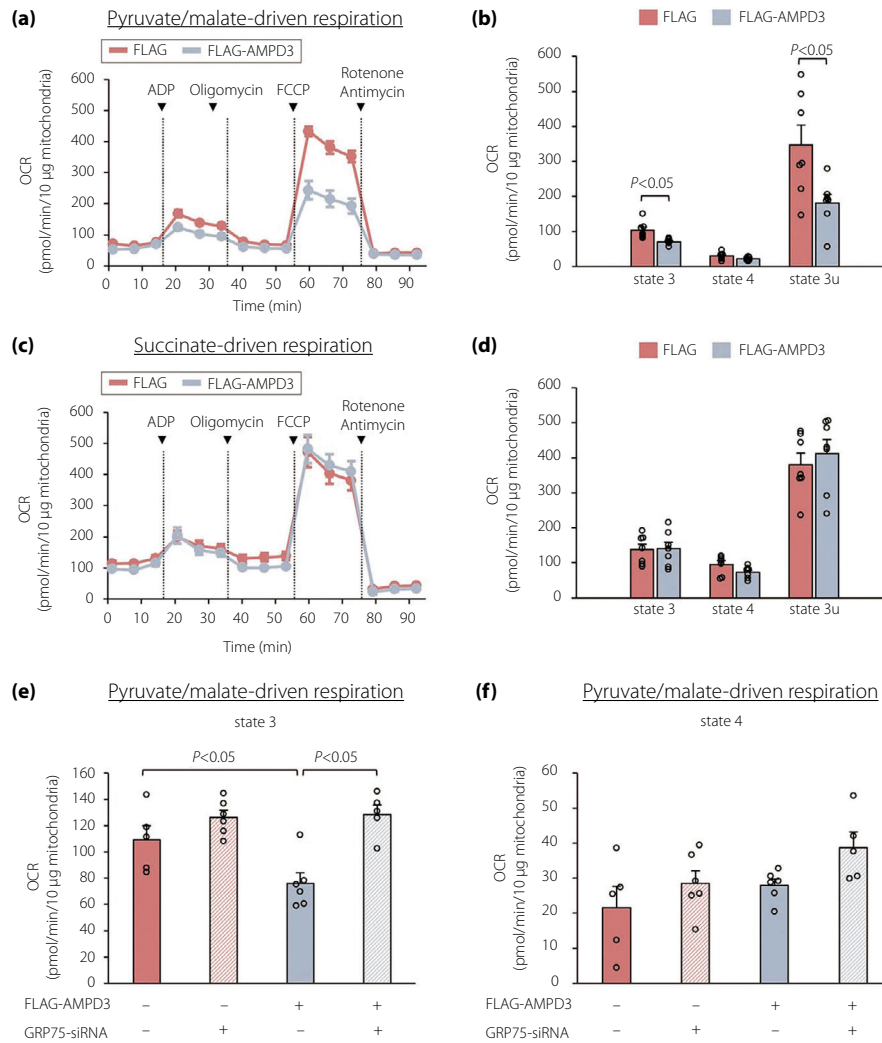 (a)
Pyruvate/malate-driven respiration
FLAG FLAG-AMPD3
ADP Oligomycin FCCP Rotenone
Antimycin
600
500
400
300
200
100
0
OCR
(pmol/min/10 µg mitochondria)
0 10 20 30 40 50 60 70 80 90
Time (min)
(b)
FLAG FLAG-AMPD3
600
500
400
300
200
100
0
OCR
(pmol/min/10 µg mitochondria)
P<0.05
P<0.05
state 3 state 4 state 3u
(c)
Succinate-driven respiration
FLAG FLAG-AMPD3
ADP Oligomycin FCCP Rotenone
Antimycin
600
500
400
300
200
100
0
OCR
(pmol/min/10 µg mitochondria)
0 10 20 30 40 50 60 70 80 90
Time (min)
(d)
FLAG FLAG-AMPD3
600
500
400
300
200
100
0
OCR
(pmol/min/10 µg mitochondria)
state 3 state 4 state 3u
(e)
Pyruvate/malate-driven respiration
state 3
P<0.05 P<0.05
160
140
120
100
80
60
40
20
0
OCR
(pmol/min/10 µg mitochondria)
FLAG-AMPD3 – – + +
GRP75-siRNA – + – +
(f)
Pyruvate/malate-driven respiration
state 4
60
50
40
30
20
10
0
OCR
(pmol/min/10 µg mitochondria)
– – + +
– + – +